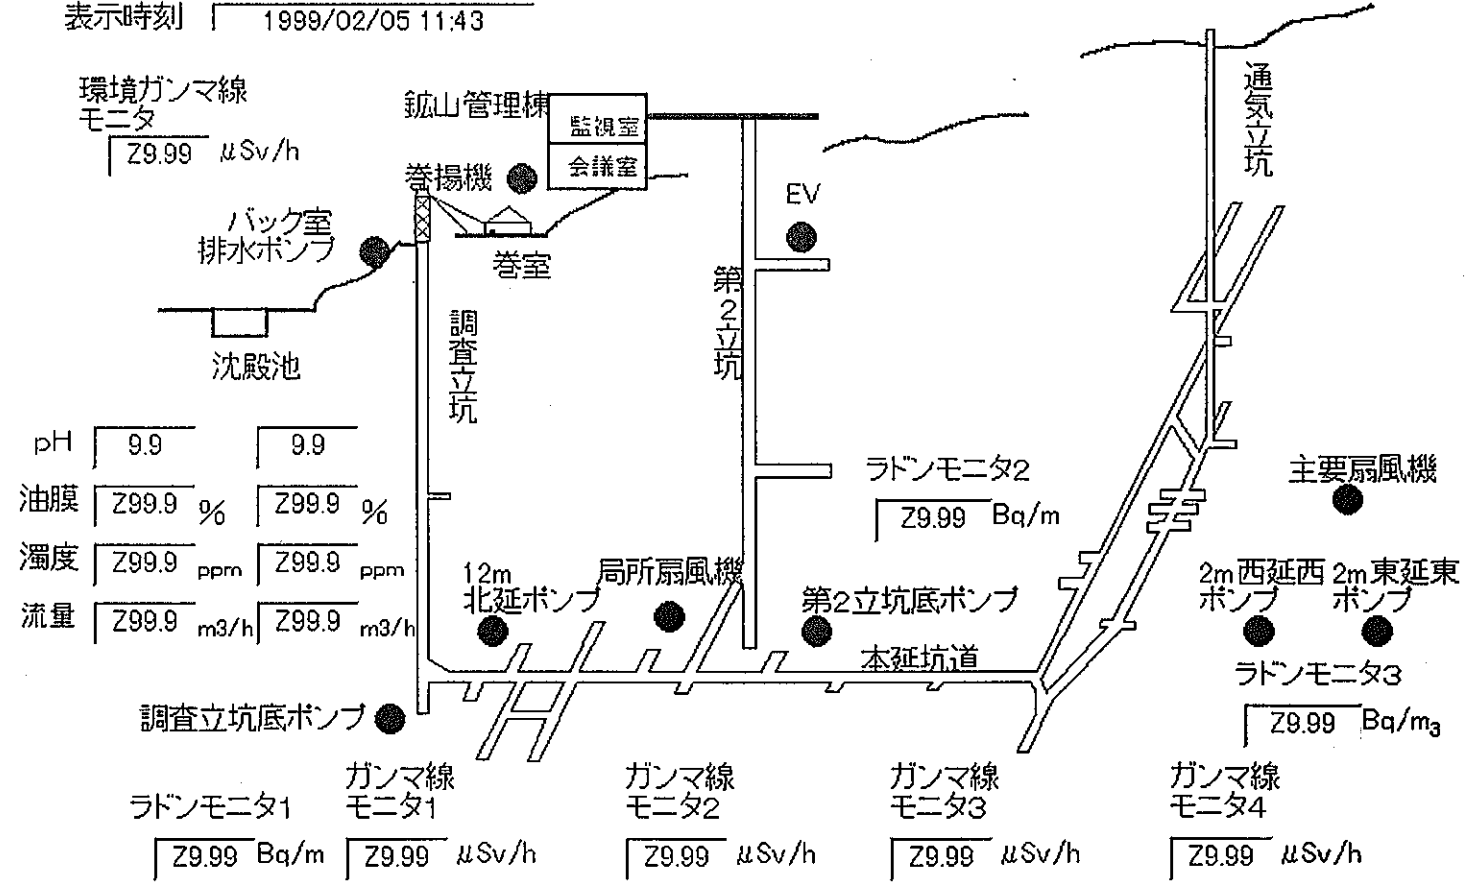 表示時刻 1999/02/05 11:43
環境ガンマ線
モニタ
Z9.99 μSv/h
鉱山管理棟
監視室
会議室
巻揚機
バック室
排水ポンプ
巻室
EV
通気立坑
第2立坑
調査立坑
沈殿池
pH 9.9 9.9
油膜 Z99.9 % Z99.9 %
濁度 Z99.9 ppm Z99.9 ppm
流量 Z99.9 m3/h Z99.9 m3/h
ラドンモニタ2
Z9.99 Bq/m
主要扇風機
12m
北延ポンプ
局所扇風機
第2立坑底ポンプ
2m西延西
ポンプ
2m東延東
ポンプ
本延坑道
ラドンモニタ3
Z9.99 Bq/m3
調査立坑底ポンプ
ラドンモニタ1
Z9.99 Bq/m
ガンマ線
モニタ1
Z9.99 μSv/h
ガンマ線
モニタ2
Z9.99 μSv/h
ガンマ線
モニタ3
Z9.99 μSv/h
ガンマ線
モニタ4
Z9.99 μSv/h